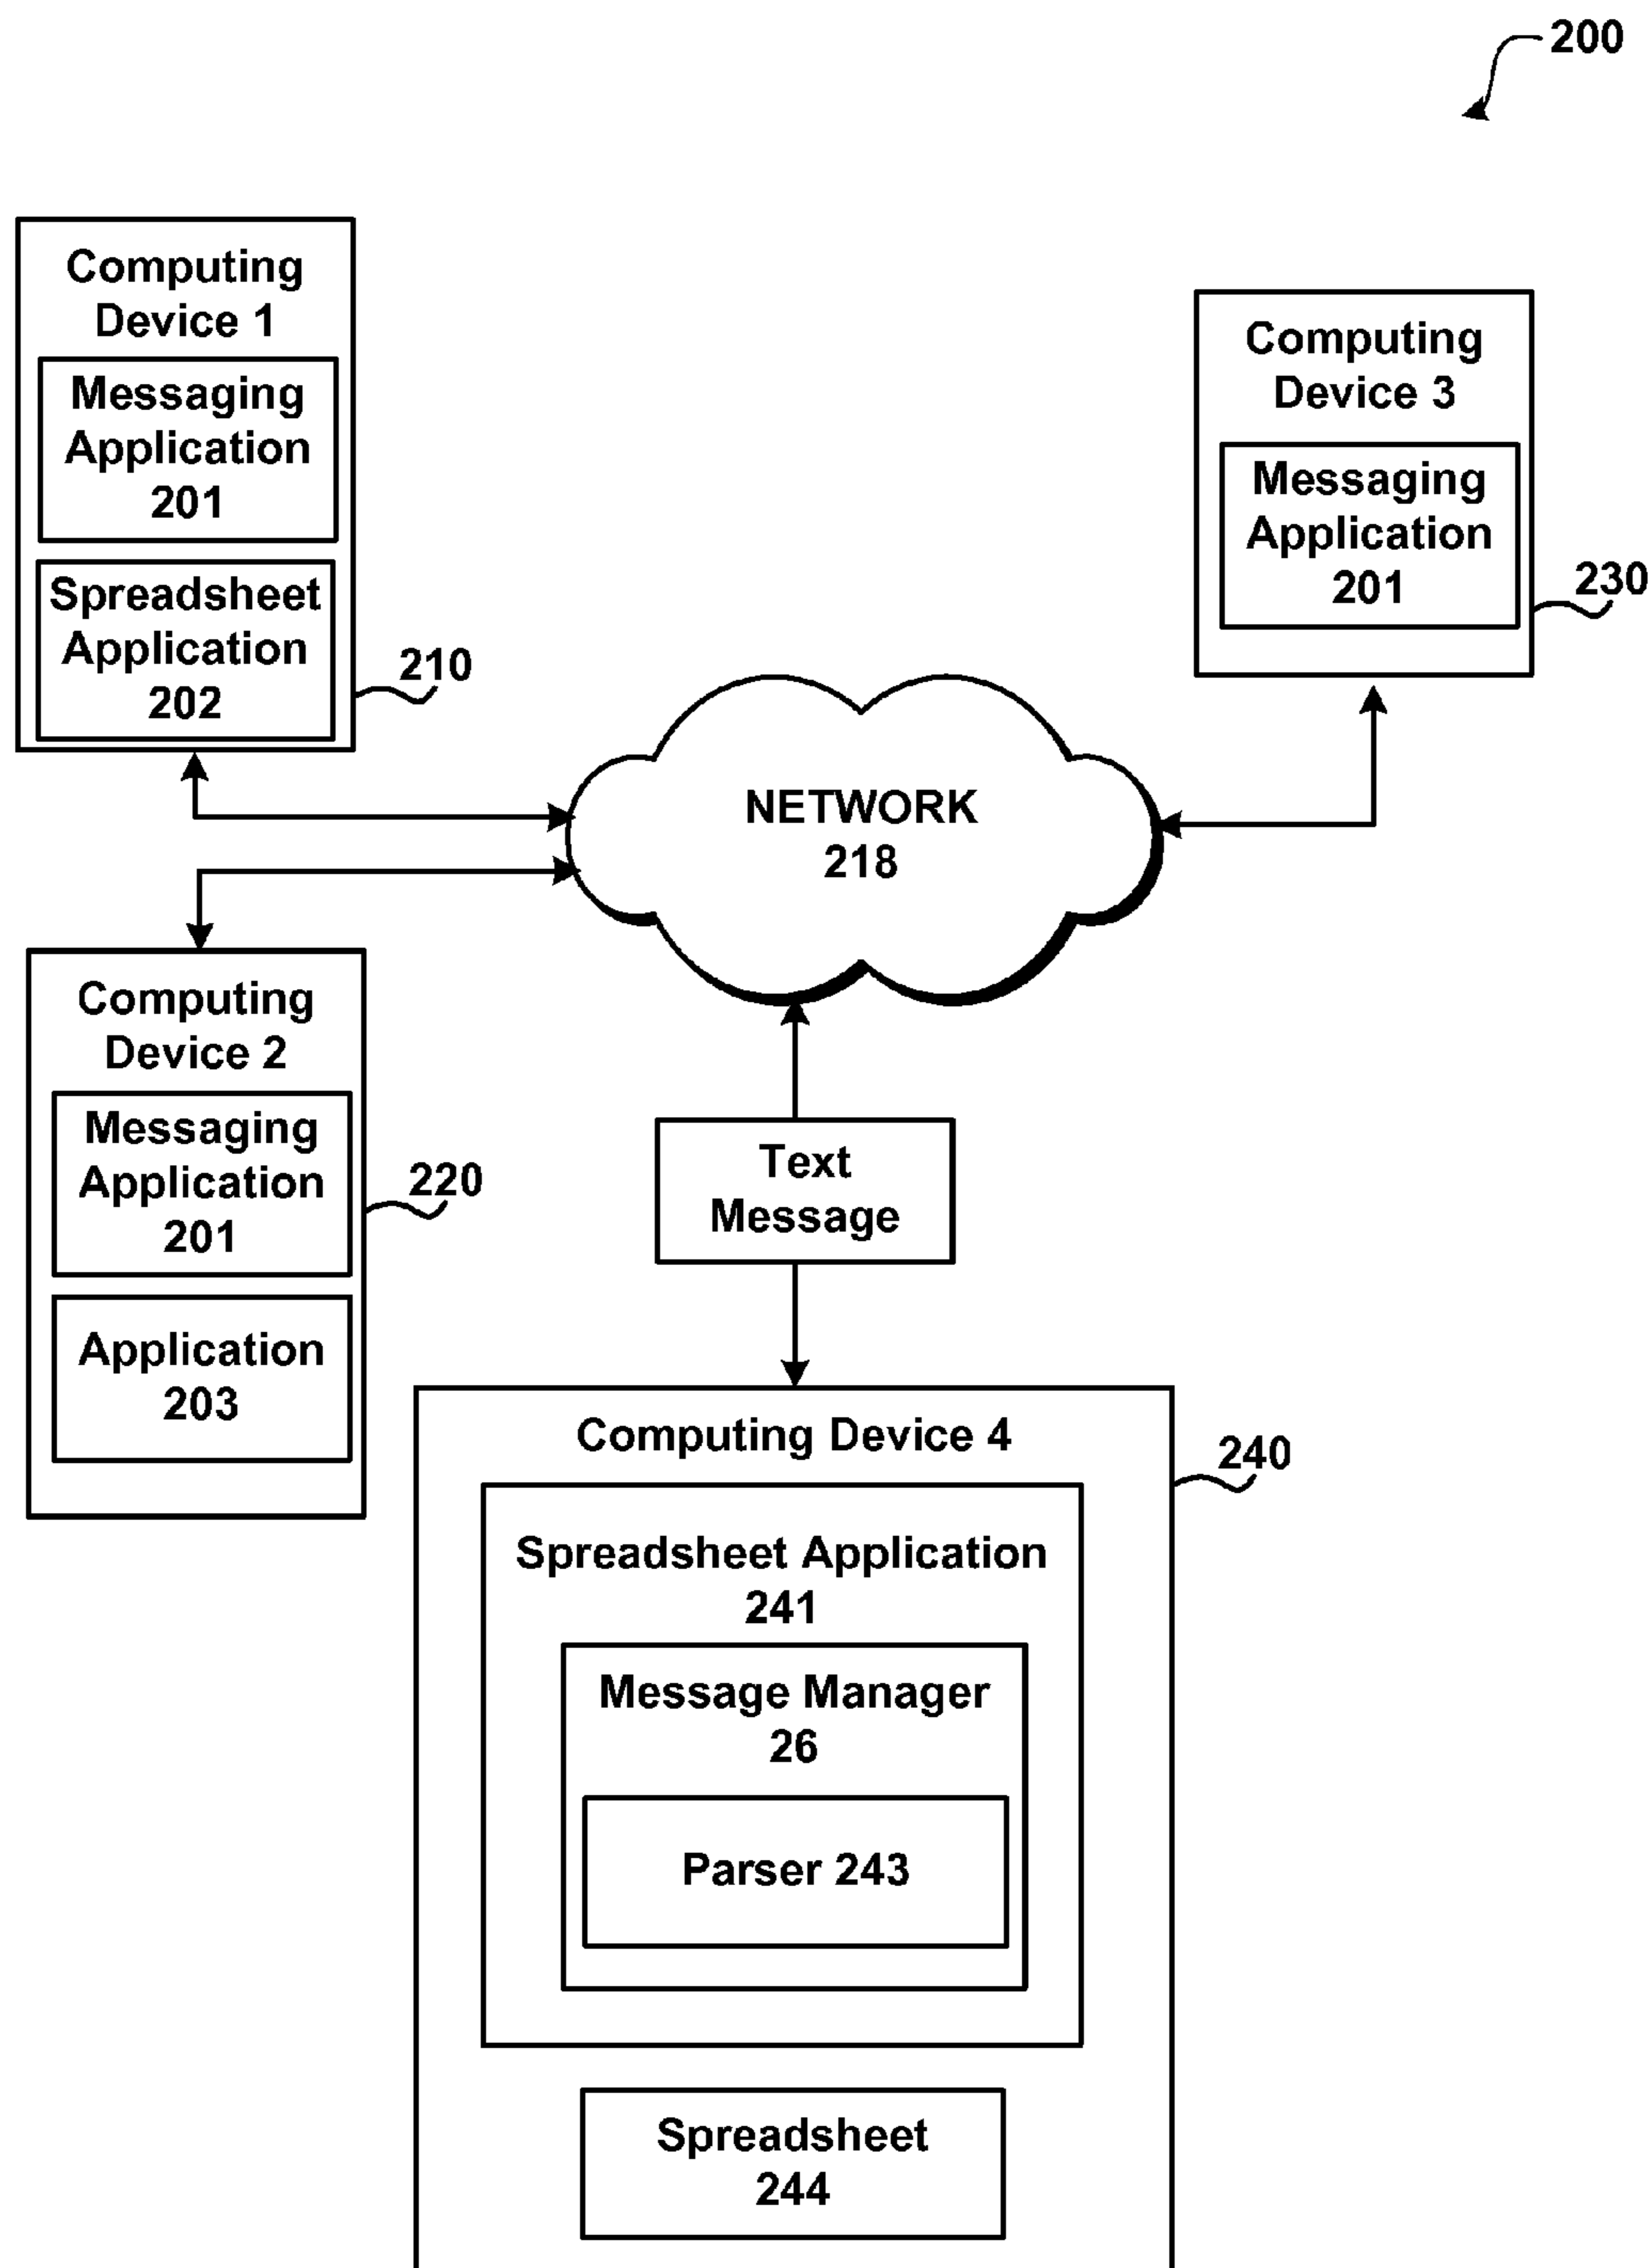 200
Computing
Device 1
Messaging
Application
201
Spreadsheet
Application
202
210
Computing
Device 3
Messaging
Application
201
230
NETWORK
218
Computing
Device 2
Messaging
Application
201
Application
203
220
Text
Message
Computing Device 4
240
Spreadsheet Application
241
Message Manager
26
Parser 243
Spreadsheet
244